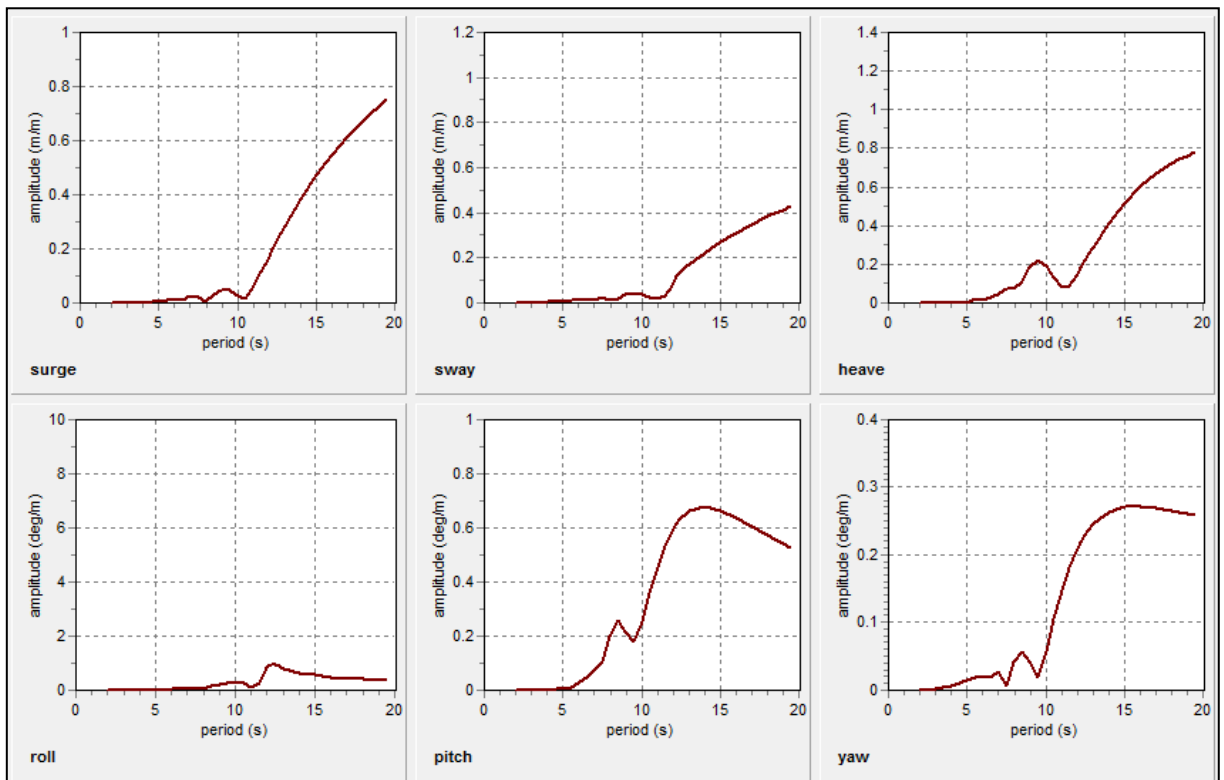 1
0.8
0.6
0.4
0.2
0
amplitude (m/m)
0 5 10 15 20
period (s)
surge
1.2
1
0.8
0.6
0.4
0.2
0
amplitude (m/m)
0 5 10 15 20
period (s)
sway
1.4
1.2
1
0.8
0.6
0.4
0.2
0
amplitude (m/m)
0 5 10 15 20
period (s)
heave
10
8
6
4
2
0
amplitude (deg/m)
0 5 10 15 20
period (s)
roll
1
0.8
0.6
0.4
0.2
0
amplitude (deg/m)
0 5 10 15 20
period (s)
pitch
0.4
0.3
0.2
0.1
0
amplitude (deg/m)
0 5 10 15 20
period (s)
yaw